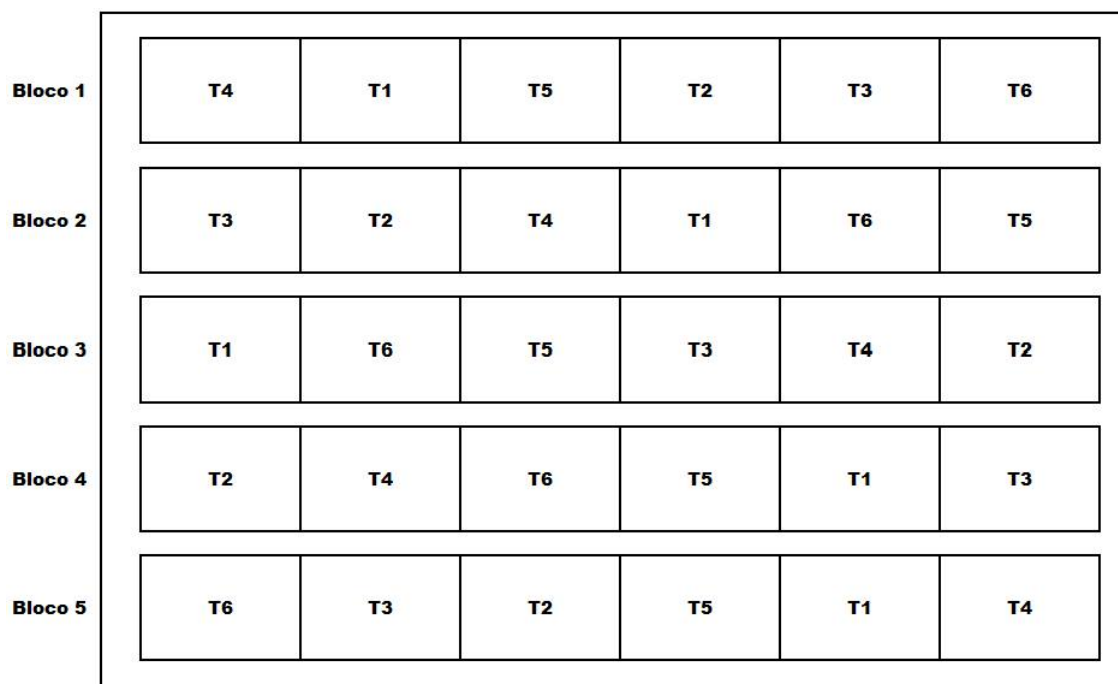 Bloco 1 T4 T1 T5 T2 T3 T6
Bloco 2 T3 T2 T4 T1 T6 T5
Bloco 3 T1 T6 T5 T3 T4 T2
Bloco 4 T2 T4 T6 T5 T1 T3
Bloco 5 T6 T3 T2 T5 T1 T4